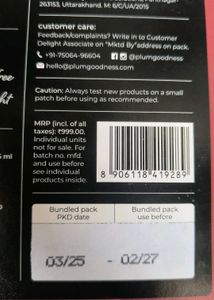 263153, Uttarakhand. M: 6/C/UA/2015
customer care:
Feedback/complaints? Write in to Customer
Delight Associate on "Mktd By"address on pack.
+91-75064-96604 @plumgoodness
hello@plumgoodness.com
Caution: Always test new products on a small
patch before using as recommended.
MRP (incl. of all
taxes): ₹999.00
Individual units
not for sale. For
batch no. mfd.
and use before
see individual
products inside.
8 906118 419289
Bundled pack
PKD date
Bundled pack
use before
03/25 - 02/27